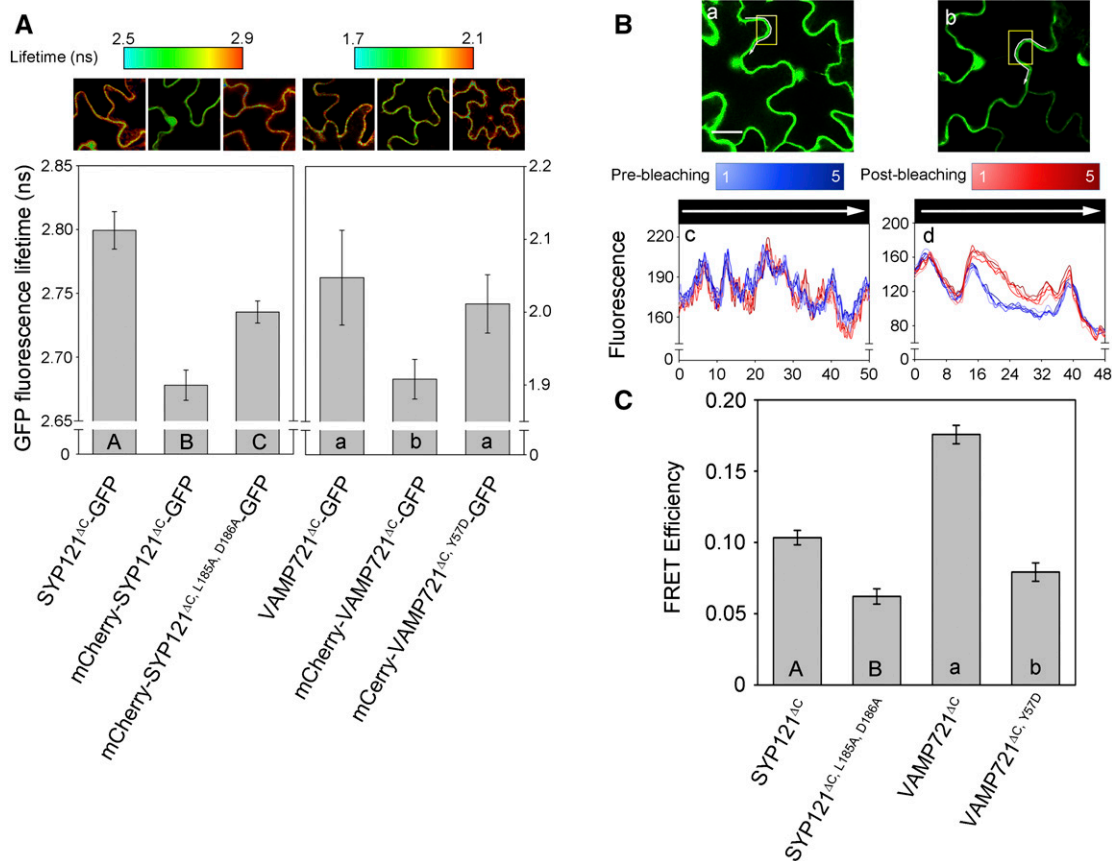 A
2.5 2.9 1.7 2.1
Lifetime (ns)
GFP fluorescence lifetime (ns)
2.85 2.2
2.80 2.1
2.75 2.0
2.70 1.9
2.65
0 0
A B C a b a
SYP121ΔC-GFP
mCherry-SYP121ΔC-GFP
mCherry-SYP121ΔC, L185A, D186A-GFP
VAMP721ΔC-GFP
mCherry-VAMP721ΔC-GFP
mCerry-VAMP721ΔC, Y57D-GFP
B
a b
Pre-bleaching 1 5 Post-bleaching 1 5
c d
Fluorescence
220
190
160
0
0 10 20 30 40 50
200
160
120
80
0
0 8 16 24 32 40 48
C
FRET Efficiency
0.20
0.15
0.10
0.05
0
A B a b
SYP121ΔC
SYP121ΔC, L185A, D186A
VAMP721ΔC
VAMP721ΔC, Y57D